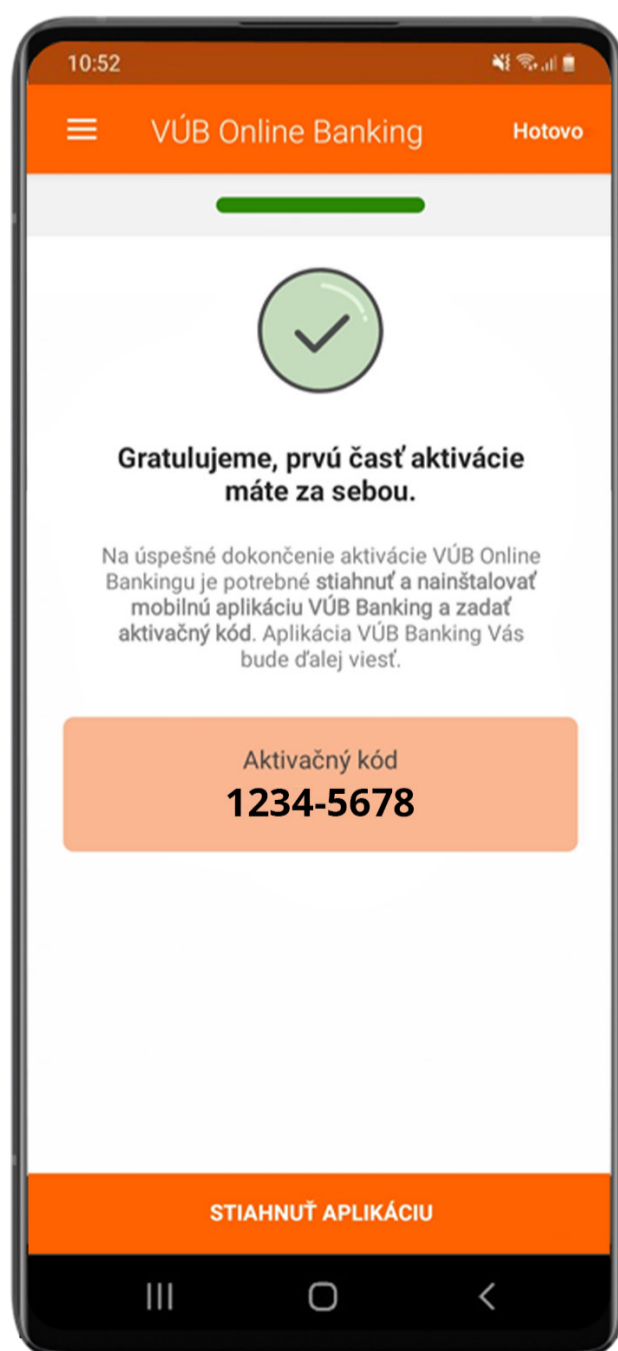 10:52
VÚB Online Banking
Hotovo
Gratulujeme, prvú časť aktivácie
máte za sebou.
Na úspešné dokončenie aktivácie VÚB Online
Bankingu je potrebné stiahnuť a nainštalovať
mobilnú aplikáciu VÚB Banking a zadať
aktivačný kód. Aplikácia VÚB Banking Vás
bude ďalej viesť.
Aktivačný kód
1234-5678
STIAHNUŤ APLIKÁCIU